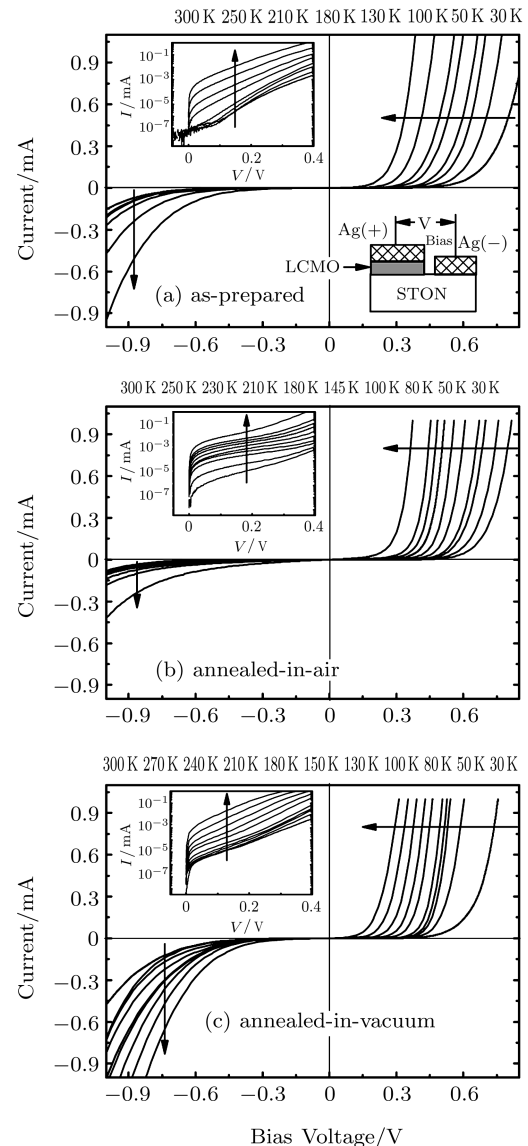 300 K 250 K 210 K 180 K 130 K 100 K 80 K 50 K 30 K
0.9
0.6
0.3
0
−0.3
−0.6
−0.9
Current/mA
10⁻¹
10⁻³
10⁻⁵
10⁻⁷
I/mA
0 0.2 0.4
V/V
Ag(+)
V
Bias
Ag(−)
LCMO
STON
(a) as-prepared
−0.9 −0.6 −0.3 0 0.3 0.6
300 K 250 K 230 K 210 K 180 K 145 K 100 K 80 K 50 K 30 K
0.9
0.6
0.3
0
−0.3
−0.6
−0.9
Current/mA
10⁻¹
10⁻³
10⁻⁵
10⁻⁷
I/mA
0 0.2 0.4
V/V
(b) annealed-in-air
−0.9 −0.6 −0.3 0 0.3 0.6
300 K 270 K 240 K 210 K 180 K 150 K 130 K 100 K 80 K 50 K 30 K
0.9
0.6
0.3
0
−0.3
−0.6
−0.9
Current/mA
10⁻¹
10⁻³
10⁻⁵
10⁻⁷
I/mA
0 0.2 0.4
V/V
(c) annealed-in-vacuum
−0.9 −0.6 −0.3 0 0.3 0.6
Bias Voltage/V